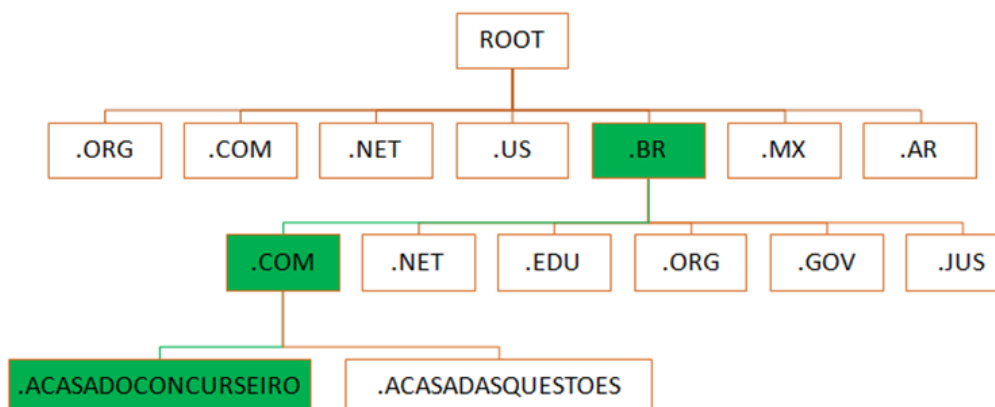 ROOT
.ORG .COM .NET .US .BR .MX .AR
.COM .NET .EDU .ORG .GOV .JUS
.ACASADOCONCURSEIRO .ACASADASQUESTOES